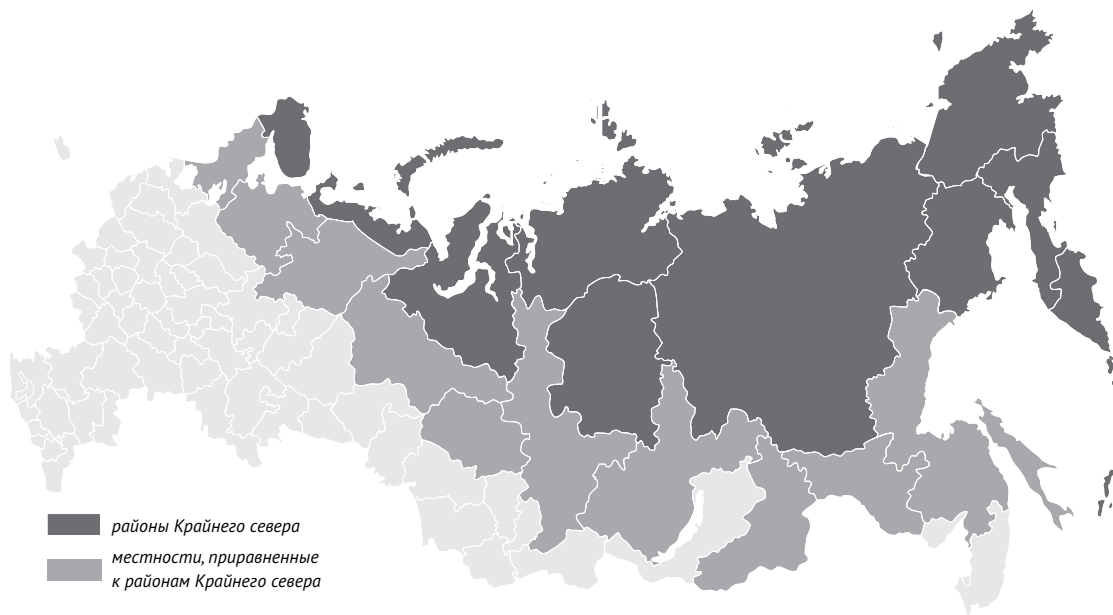 районы Крайнего севера
местности, приравненные
к районам Крайнего севера